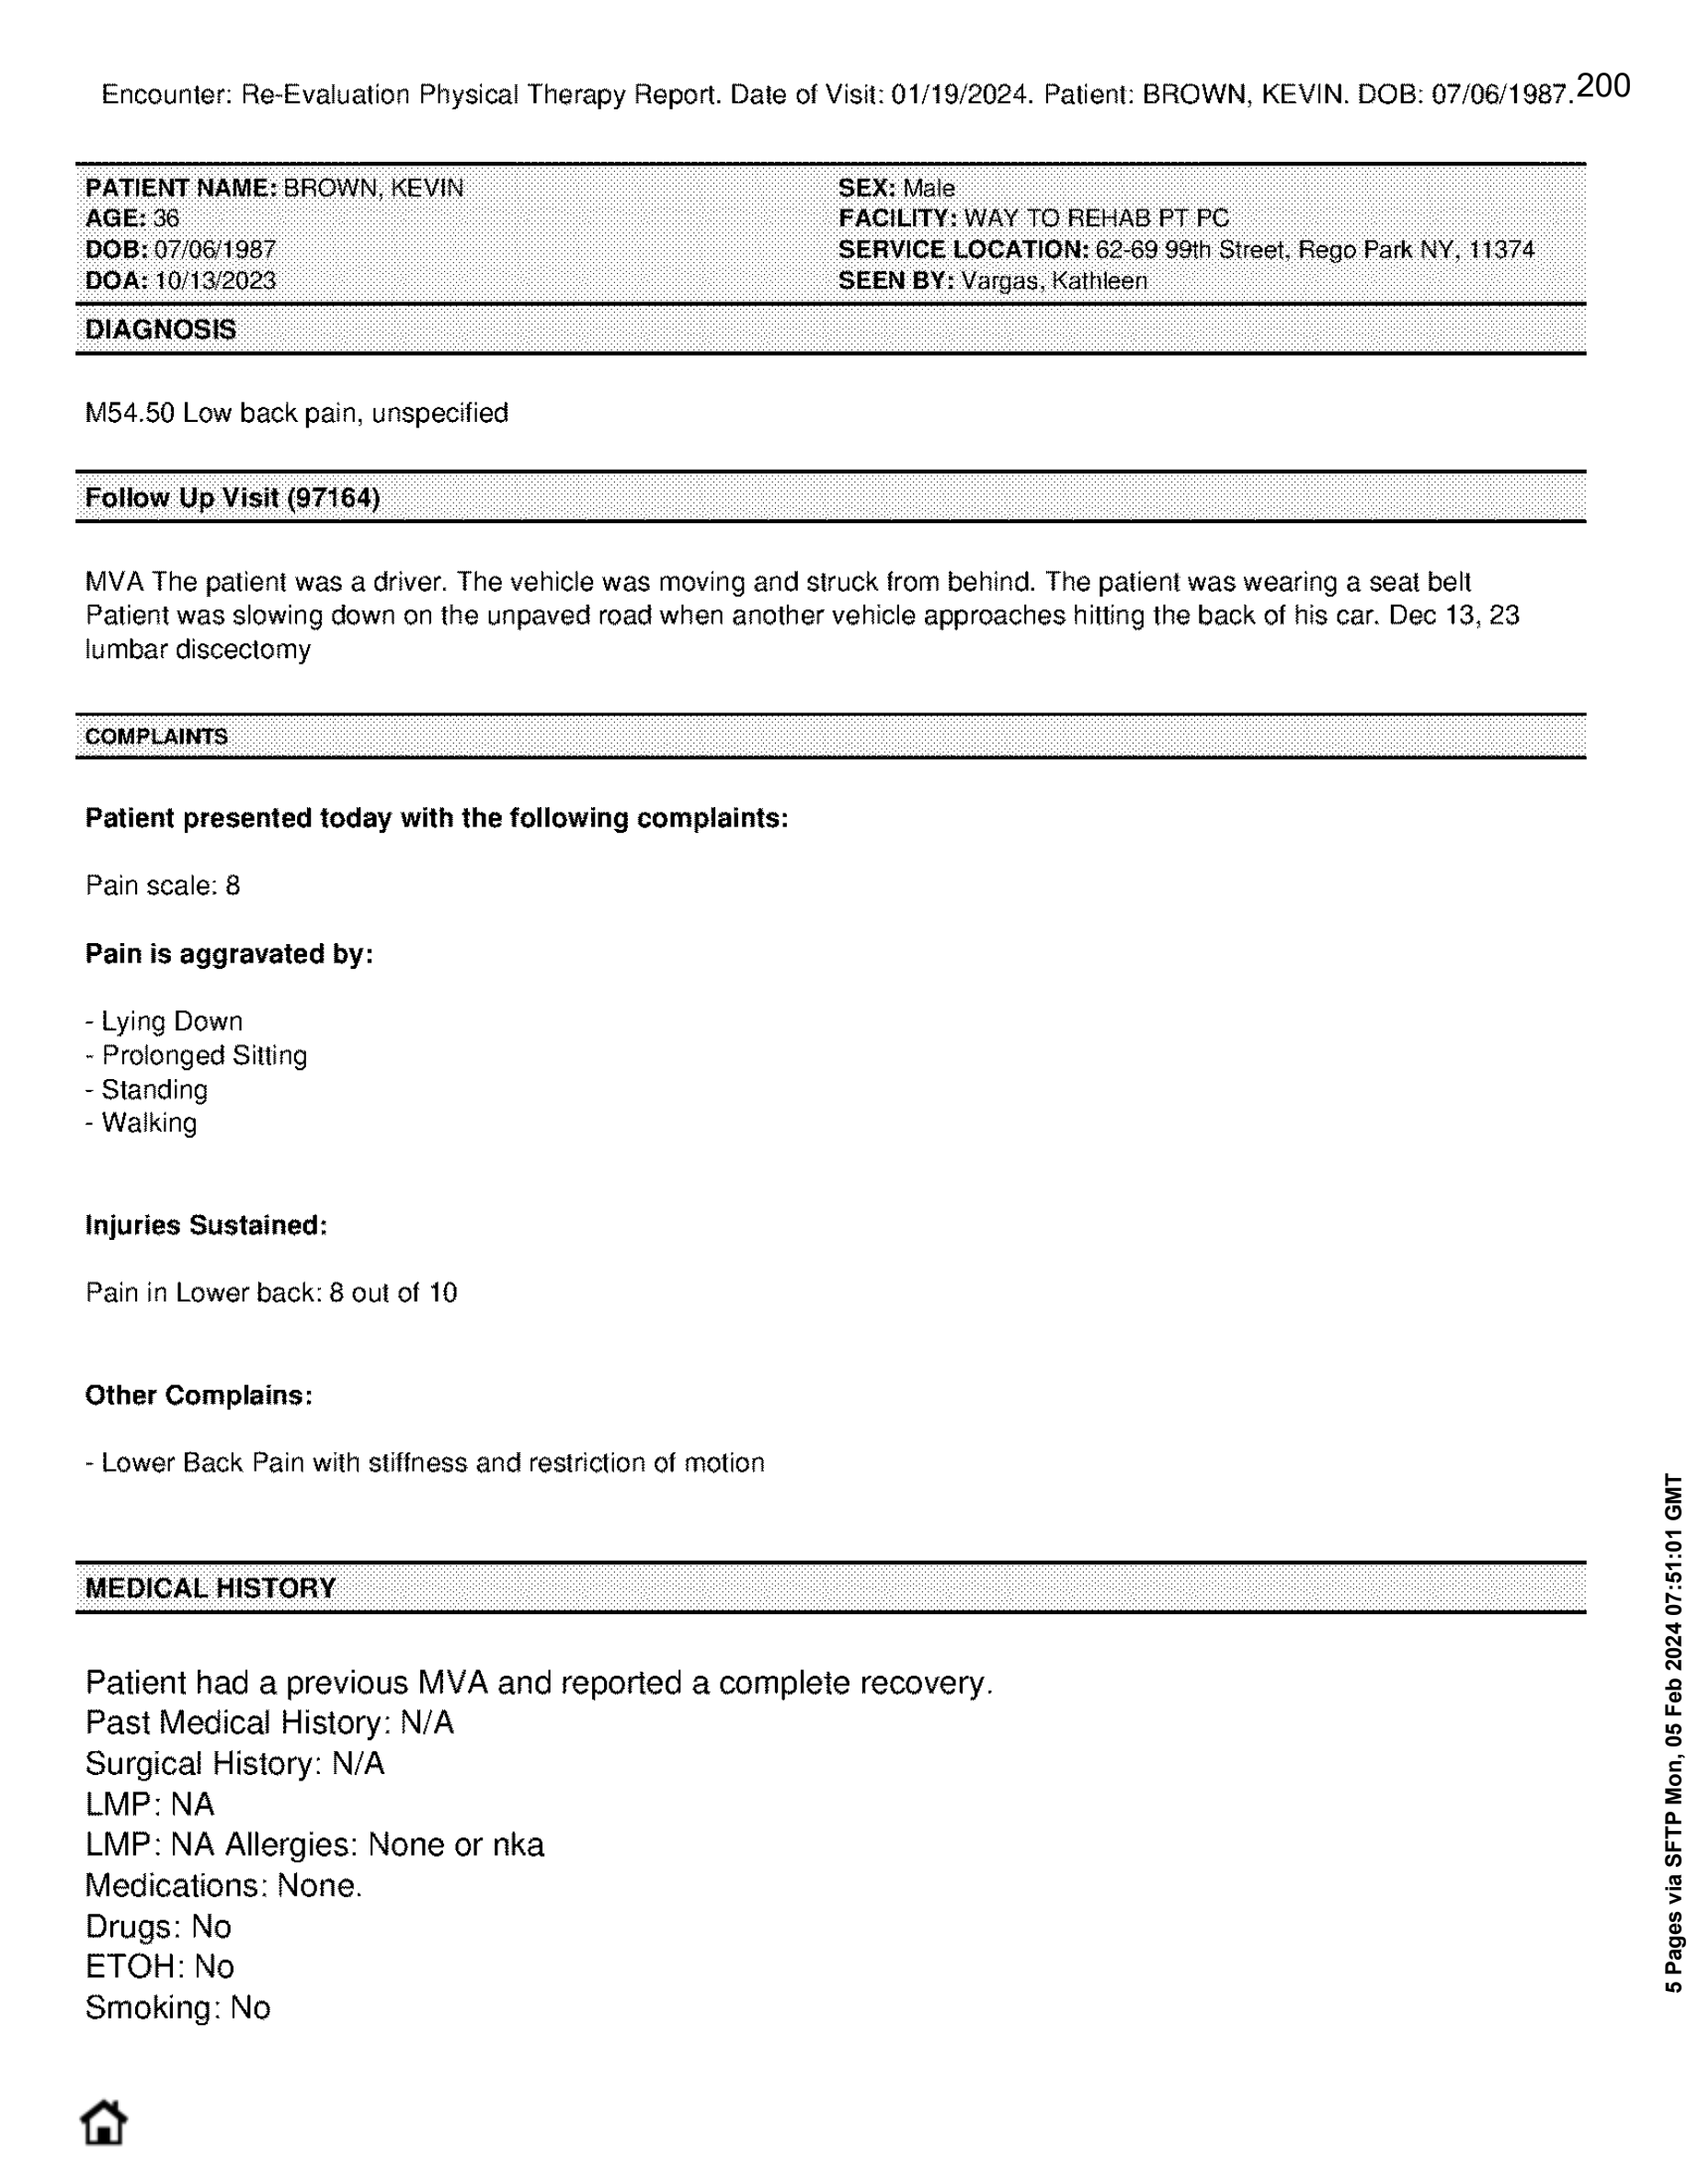 Encounter: Re-Evaluation Physical Therapy Report. Date of Visit: 01/19/2024. Patient: BROWN, KEVIN. DOB: 07/06/1987. 200
PATIENT NAME: BROWN, KEVIN
AGE: 36
DOB: 07/06/1987
DOA: 10/13/2023
SEX: Male
FACILITY: WAY TO REHAB PT PC
SERVICE LOCATION: 62-69 99th Street, Rego Park NY, 11374
SEEN BY: Vargas, Kathleen
DIAGNOSIS
M54.50 Low back pain, unspecified
Follow Up Visit (97164)
MVA The patient was a driver. The vehicle was moving and struck from behind. The patient was wearing a seat belt
Patient was slowing down on the unpaved road when another vehicle approaches hitting the back of his car. Dec 13, 23
lumbar discectomy
COMPLAINTS
Patient presented today with the following complaints:
Pain scale: 8
Pain is aggravated by:
- Lying Down
- Prolonged Sitting
- Standing
- Walking
Injuries Sustained:
Pain in Lower back: 8 out of 10
Other Complains:
- Lower Back Pain with stiffness and restriction of motion
MEDICAL HISTORY
Patient had a previous MVA and reported a complete recovery.
Past Medical History: N/A
Surgical History: N/A
LMP: NA
LMP: NA Allergies: None or nka
Medications: None.
Drugs: No
ETOH: No
Smoking: No
5 Pages via SFTP Mon, 05 Feb 2024 07:51:01 GMT